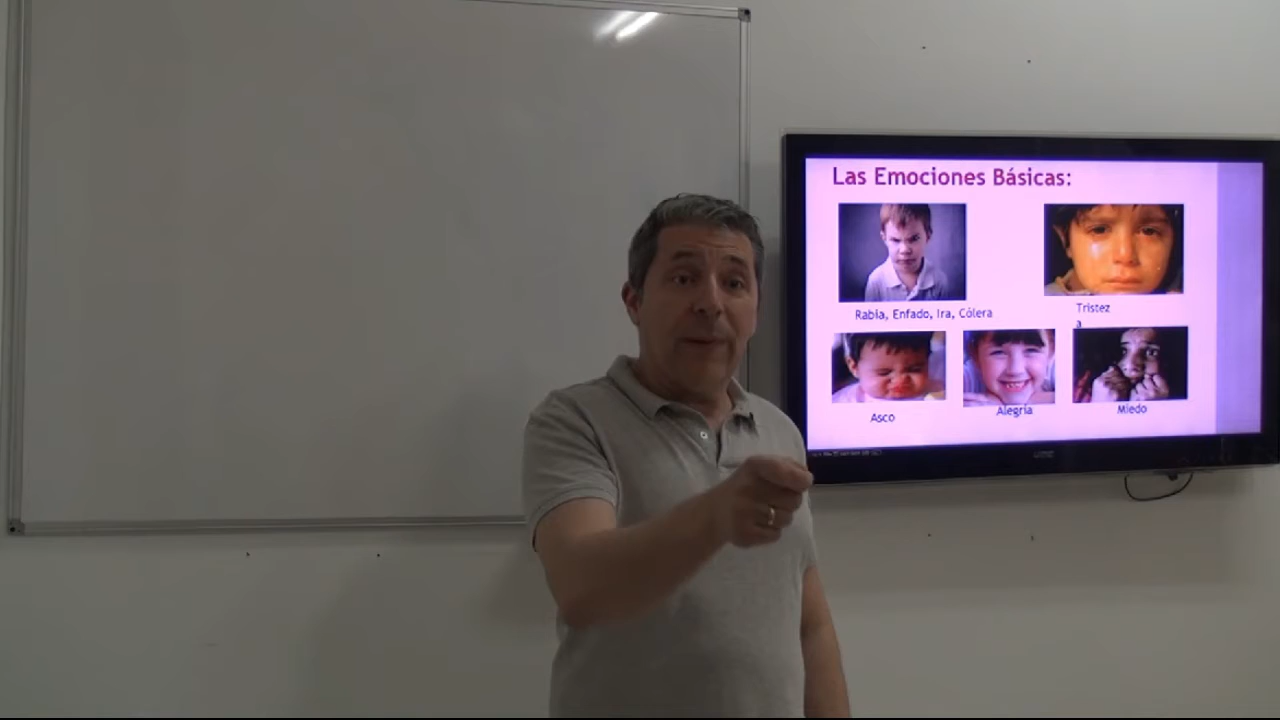 Las Emociones Básicas:
Rabia, Enfado, Ira, Cólera
Tristez
a
Asco
Alegría
Miedo